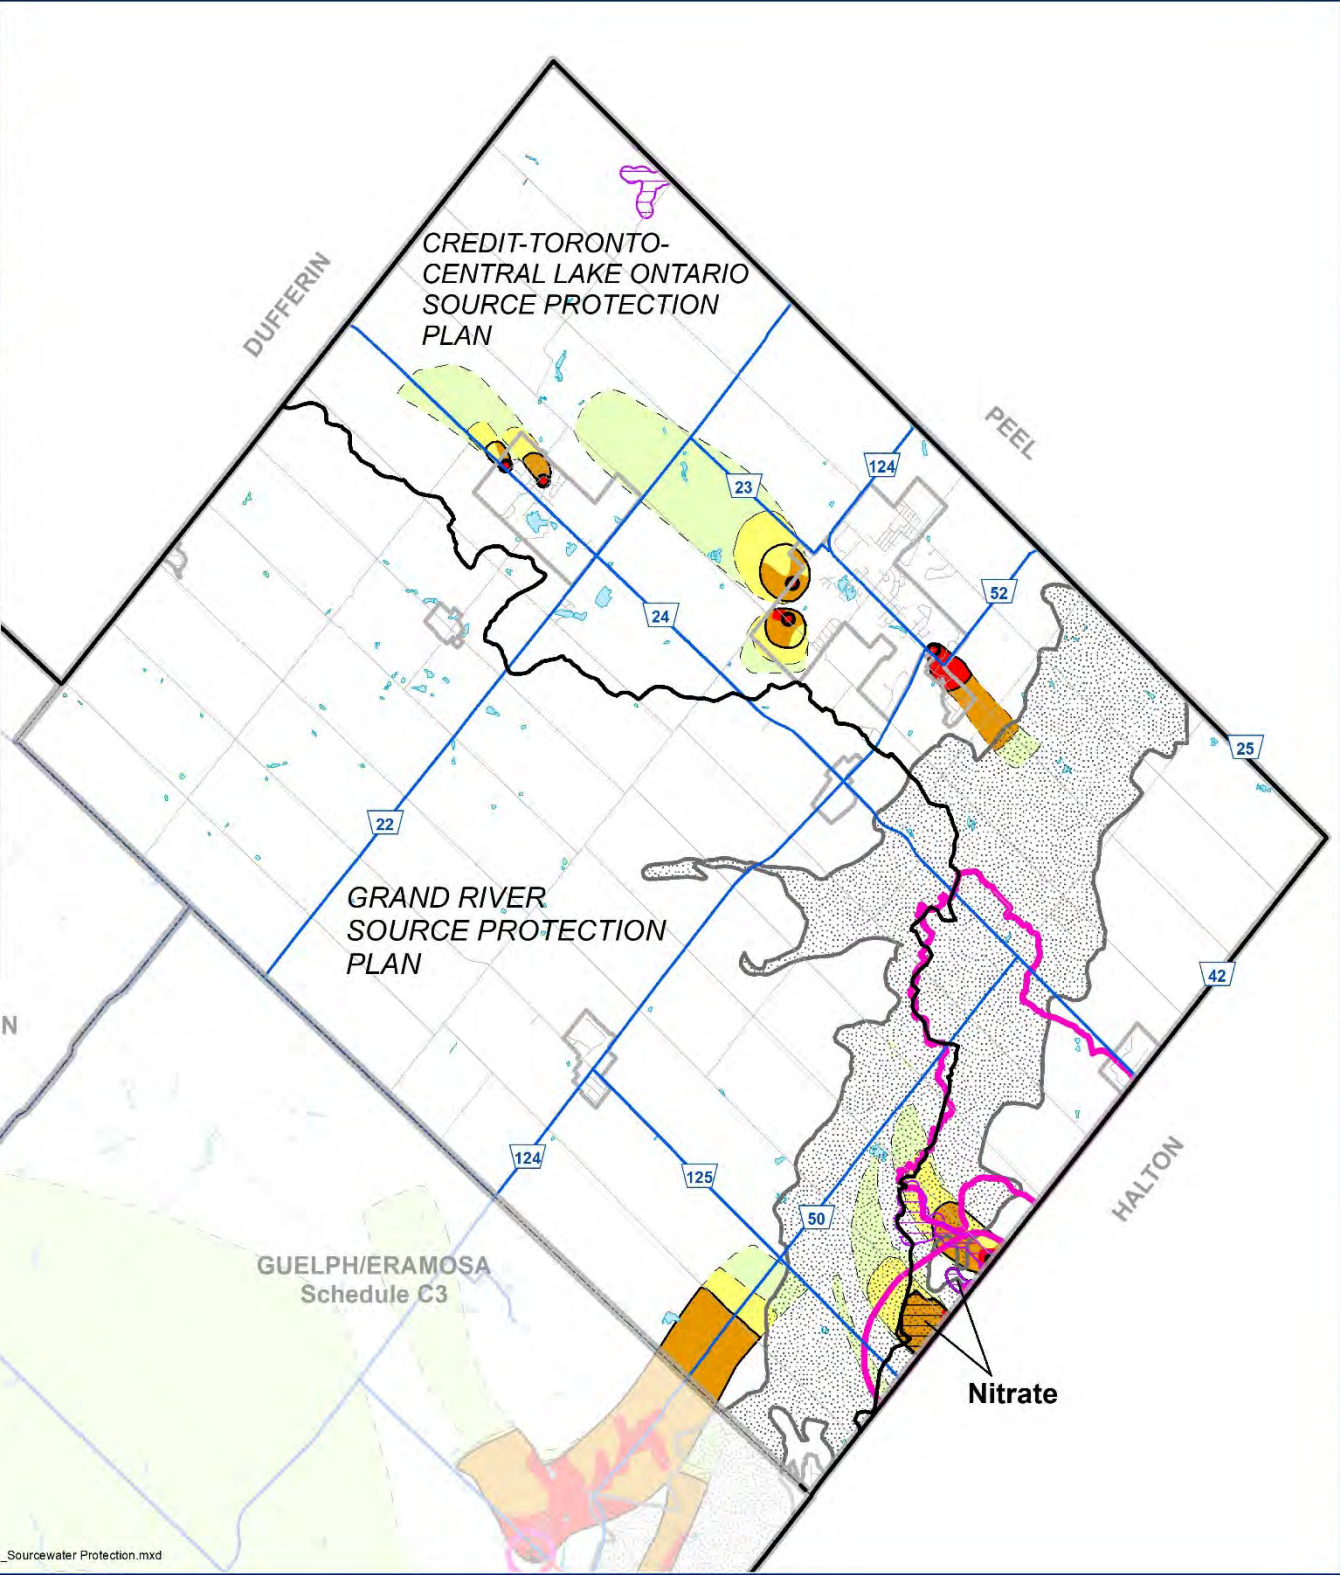 CREDIT-TORONTO-
CENTRAL LAKE ONTARIO
SOURCE PROTECTION
PLAN
DUFFERIN
PEEL
124
23
52
24
25
22
GRAND RIVER
SOURCE PROTECTION
PLAN
42
N
124
125
HALTON
50
GUELPH/ERAMOSA
Schedule C3
Nitrate
_Sourcewater Protection.mxd